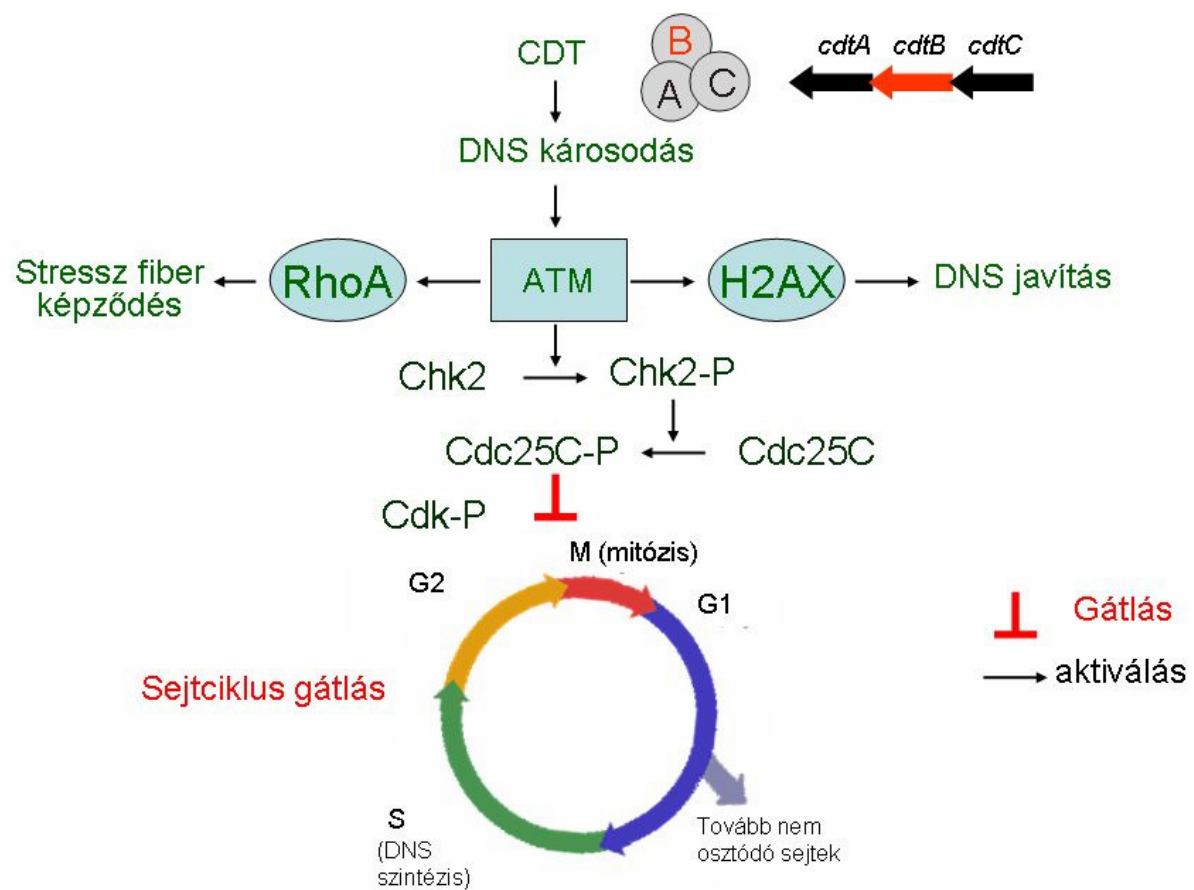 CDT
B
A
C
cdtA
cdtB
cdtC
DNS károsodás
Stressz fiber
képződés
RhoA
ATM
H2AX
DNS javítás
Chk2
Chk2-P
Cdc25C-P
Cdc25C
Cdk-P
M (mitózis)
G2
G1
Gátlás
aktiválás
Sejtciklus gátlás
S
(DNS
szintézis)
Tovább nem
osztódó sejtek